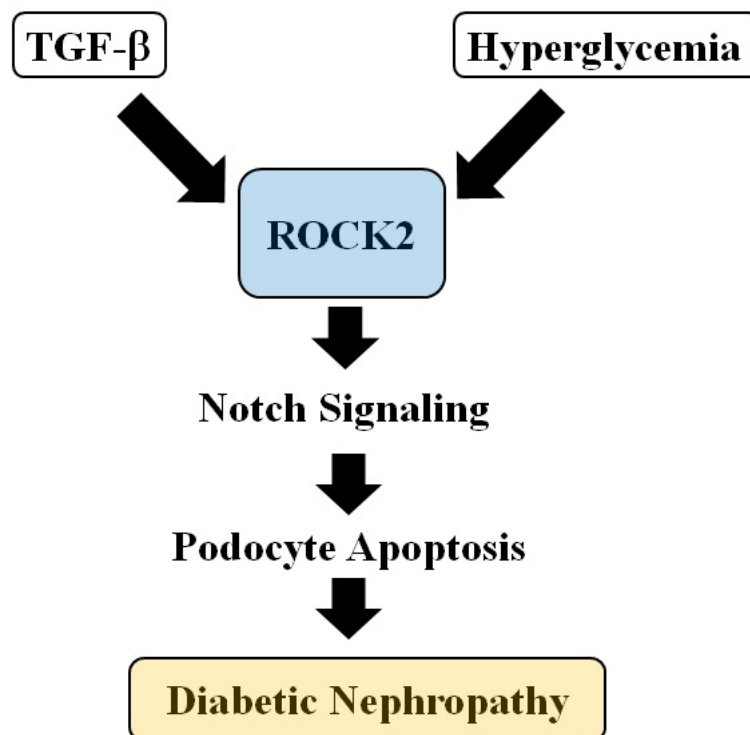 TGF-β
Hyperglycemia
ROCK2
Notch Signaling
Podocyte Apoptosis
Diabetic Nephropathy